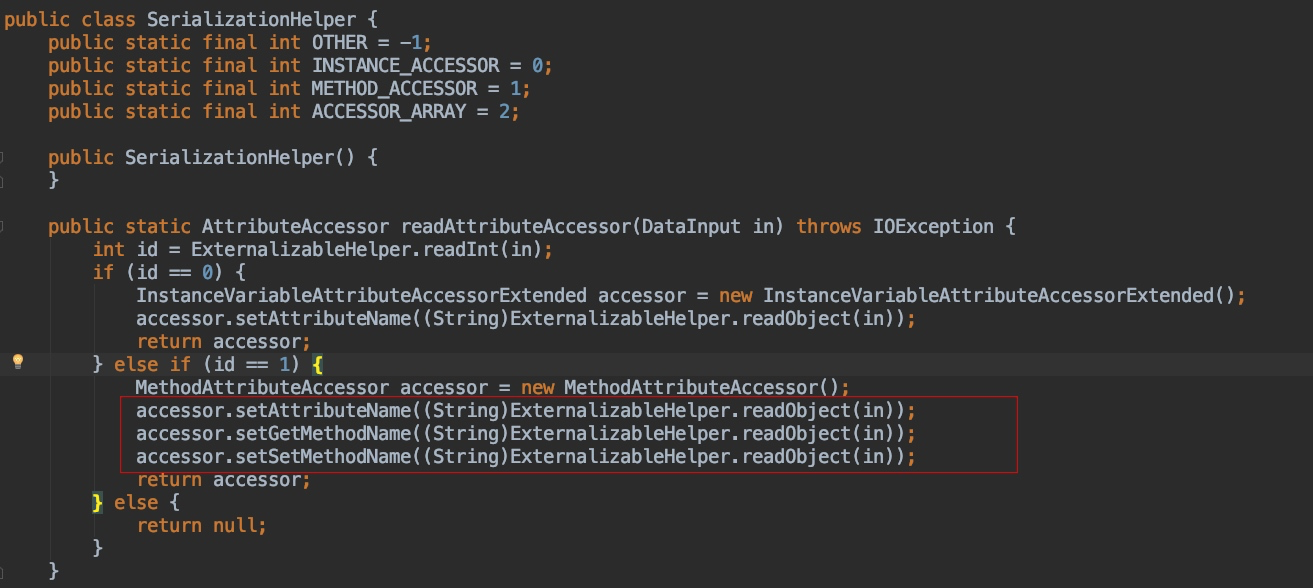 public class SerializationHelper {
    public static final int OTHER = -1;
    public static final int INSTANCE_ACCESSOR = 0;
    public static final int METHOD_ACCESSOR = 1;
    public static final int ACCESSOR_ARRAY = 2;

    public SerializationHelper() {
    }

    public static AttributeAccessor readAttributeAccessor(DataInput in) throws IOException {
        int id = ExternalizableHelper.readInt(in);
        if (id == 0) {
            InstanceVariableAttributeAccessorExtended accessor = new InstanceVariableAttributeAccessorExtended();
            accessor.setAttributeName((String)ExternalizableHelper.readObject(in));
            return accessor;
        } else if (id == 1) {
            MethodAttributeAccessor accessor = new MethodAttributeAccessor();
            accessor.setAttributeName((String)ExternalizableHelper.readObject(in));
            accessor.setGetMethodName((String)ExternalizableHelper.readObject(in));
            accessor.setSetMethodName((String)ExternalizableHelper.readObject(in));
            return accessor;
        } else {
            return null;
        }
    }